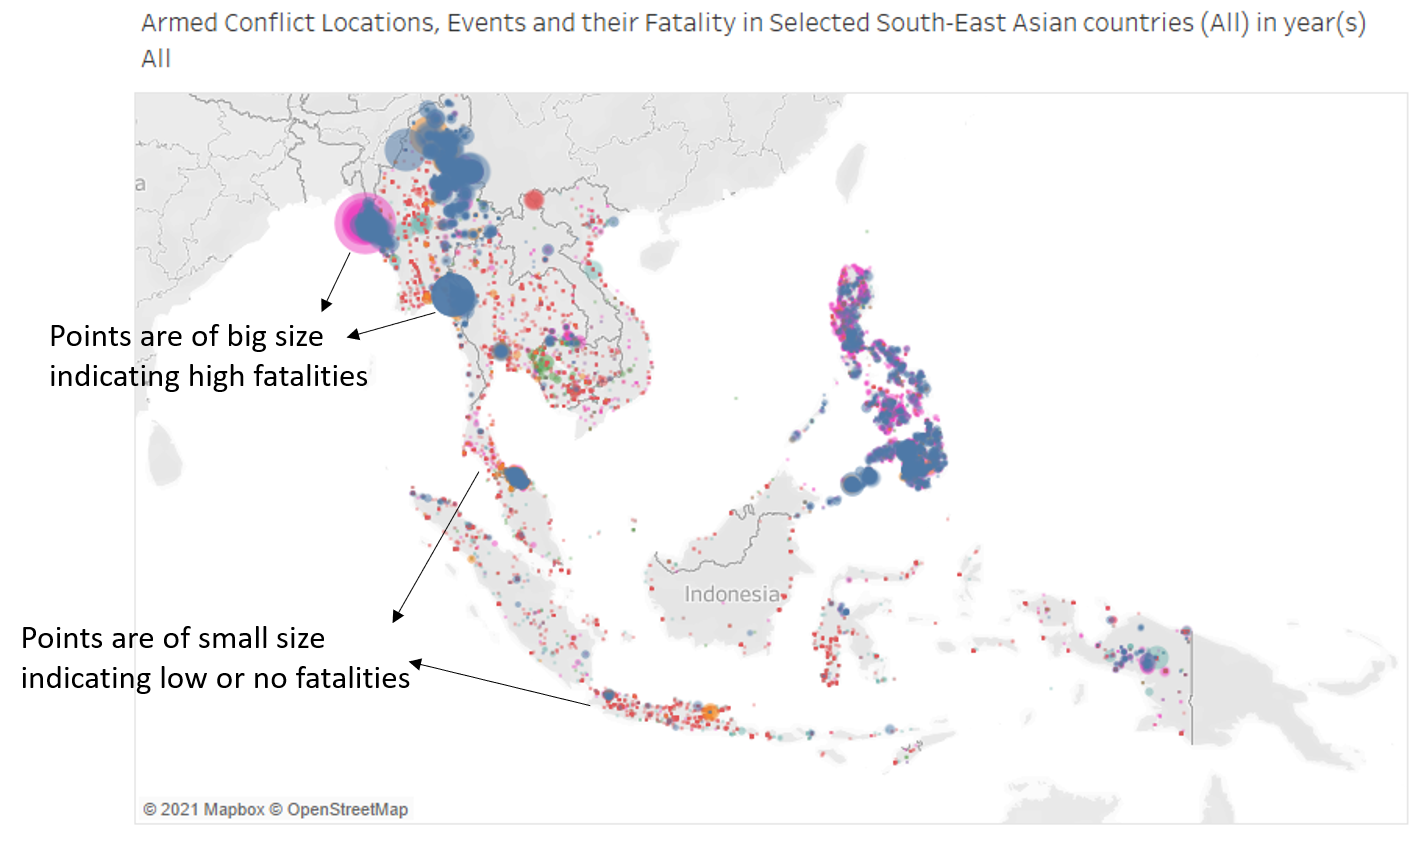 Armed Conflict Locations, Events and their Fatality in Selected South-East Asian countries (All) in year(s)
All
a
Points are of big size
indicating high fatalities
Indonesia
Points are of small size
indicating low or no fatalities
© 2021 Mapbox © OpenStreetMap